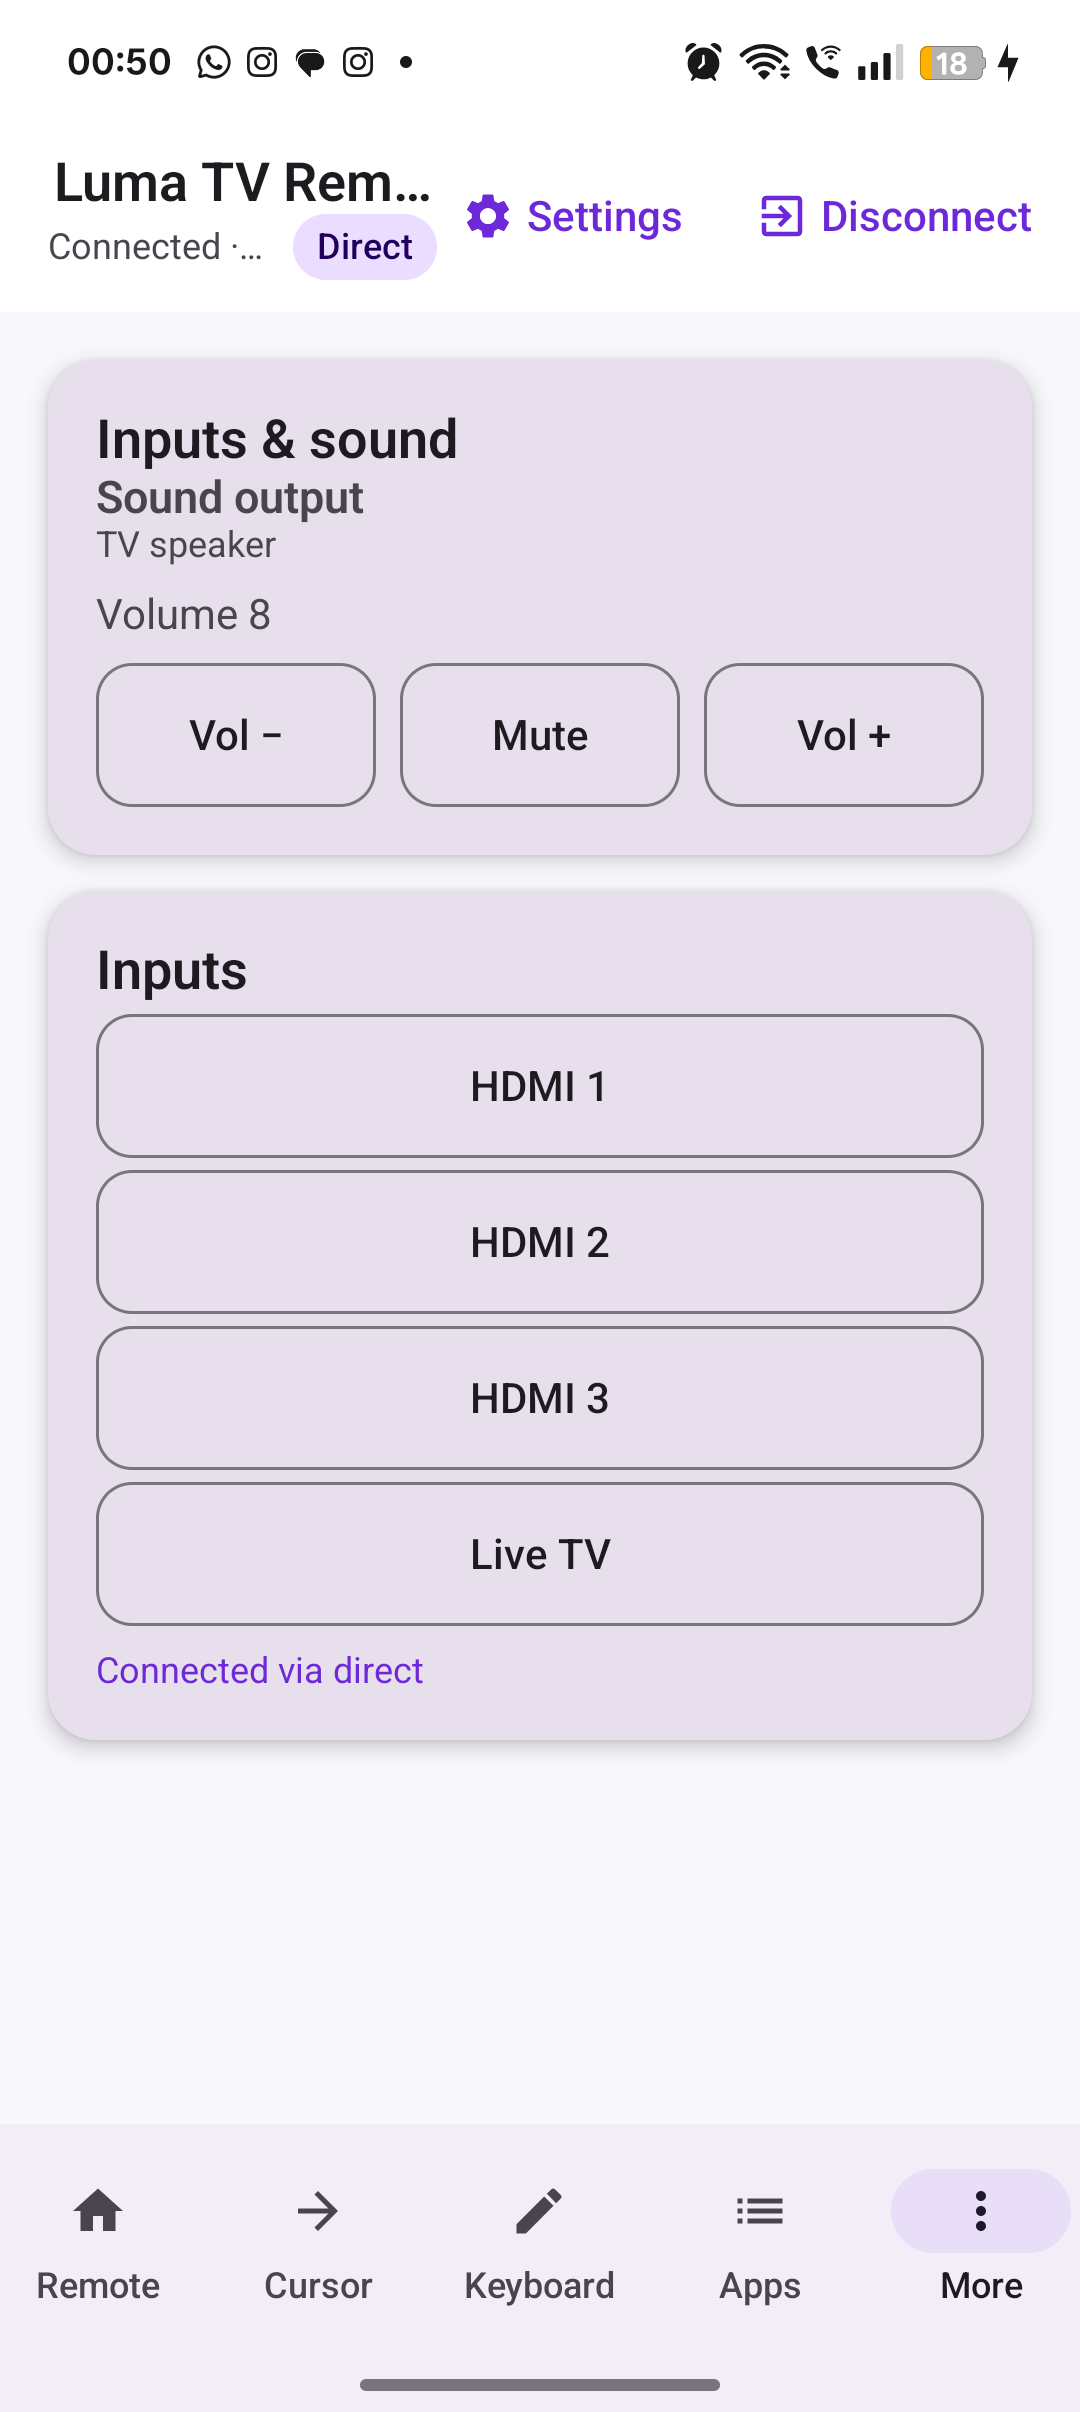 00:50
18
Luma TV Rem...
Connected ·...
Direct
Settings
Disconnect
Inputs & sound
Sound output
TV speaker
Volume 8
Vol −
Mute
Vol +
Inputs
HDMI 1
HDMI 2
HDMI 3
Live TV
Connected via direct
Remote
Cursor
Keyboard
Apps
More